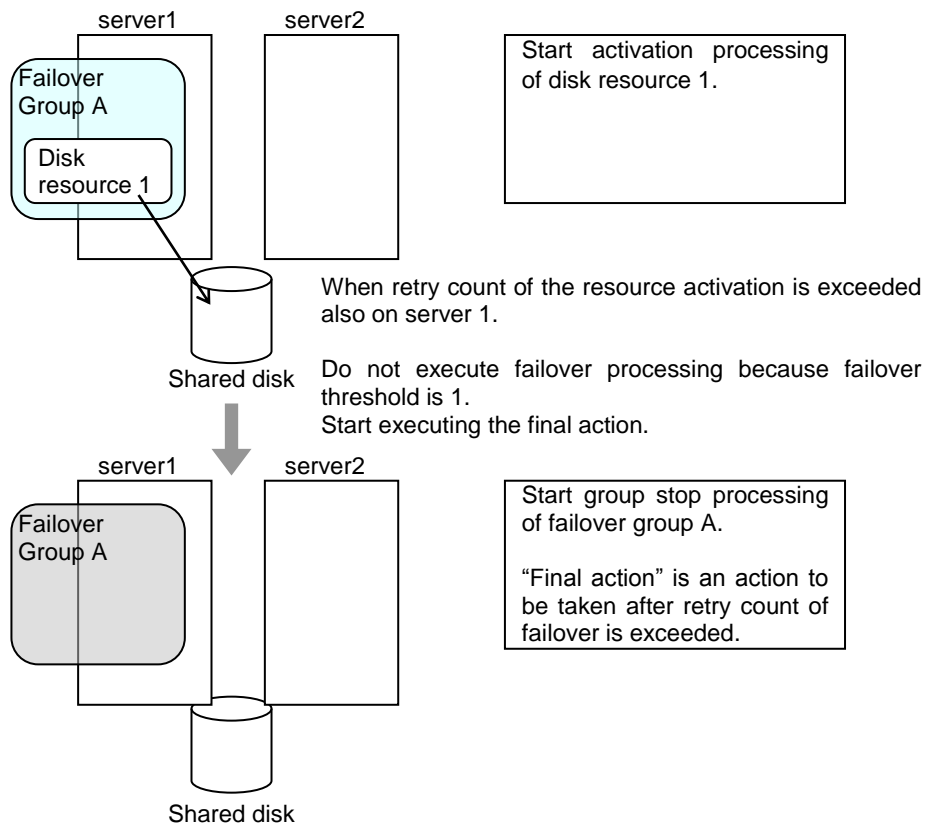 server1
server2
Failover
Group A
Disk
resource 1
Start activation processing
of disk resource 1.
Shared disk
When retry count of the resource activation is exceeded
also on server 1.
Do not execute failover processing because failover
threshold is 1.
Start executing the final action.
server1
server2
Failover
Group A
Start group stop processing
of failover group A.
“Final action” is an action to
be taken after retry count of
failover is exceeded.
Shared disk